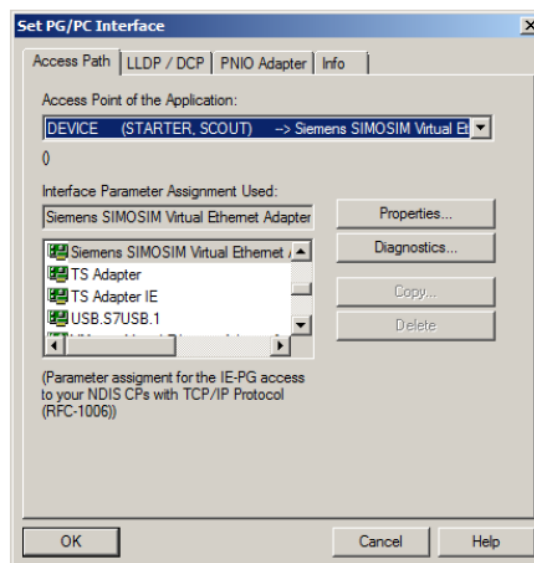 Set PG/PC Interface
Access Path LLDP / DCP PNIO Adapter Info
Access Point of the Application:
DEVICE (STARTER, SCOUT) --> Siemens SIMOSIM Virtual Et
()
Interface Parameter Assignment Used:
Siemens SIMOSIM Virtual Ethernet Adapter
Properties...
Siemens SIMOSIM Virtual Ethernet
Diagnostics...
TS Adapter
TS Adapter IE
Copy...
USB.S7USB.1
Delete
(Parameter assigment for the IE-PG access
to your NDIS CPs with TCP/IP Protocol
(RFC-1006))
OK Cancel Help